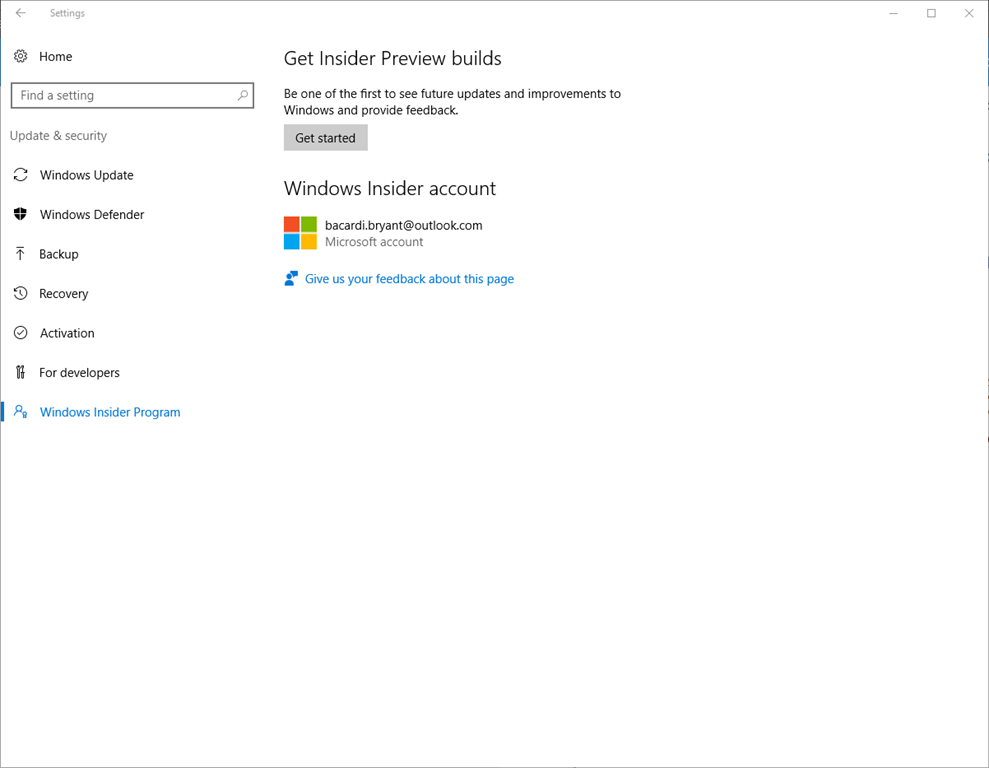 Settings
Home
Find a setting
Update & security
Windows Update
Windows Defender
Backup
Recovery
Activation
For developers
Windows Insider Program
Get Insider Preview builds
Be one of the first to see future updates and improvements to
Windows and provide feedback.
Get started
Windows Insider account
bacardi.bryant@outlook.com
Microsoft account
Give us your feedback about this page